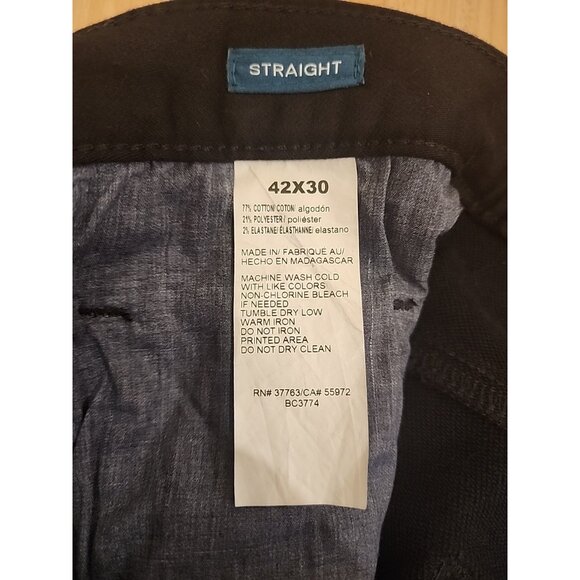 STRAIGHT
42X30
77% COTTON/ COTON/ algodón
21% POLYESTER/ poliéster
2% ELASTANE/ ÉLASTHANNE/ elastano
MADE IN/ FABRIQUÉ AU/
HECHO EN MADAGASCAR
MACHINE WASH COLD
WITH LIKE COLORS
NON-CHLORINE BLEACH
IF NEEDED
TUMBLE DRY LOW
WARM IRON
DO NOT IRON
PRINTED AREA
DO NOT DRY CLEAN
RN# 37763/CA# 55972
BC3774